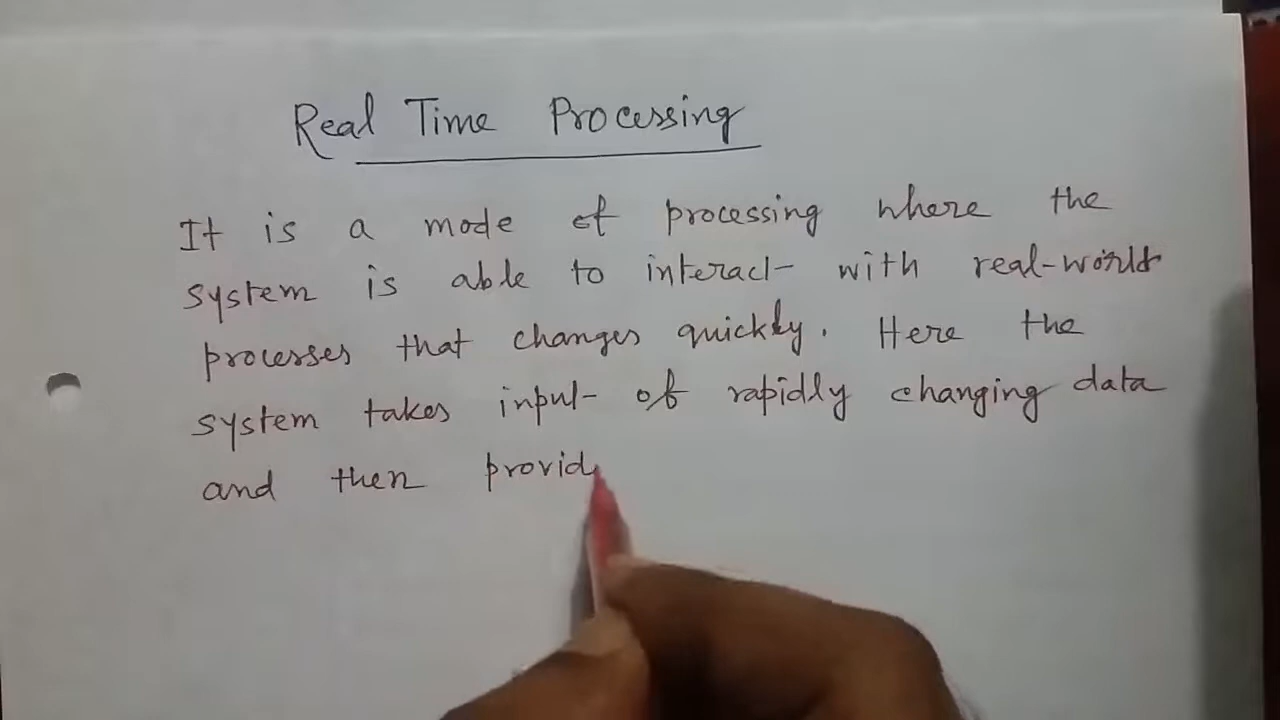 Real Time Processing
It is a mode of processing where the
system is able to interact with real-world
processes that changes quickly. Here the
system takes input of rapidly changing data
and then provid